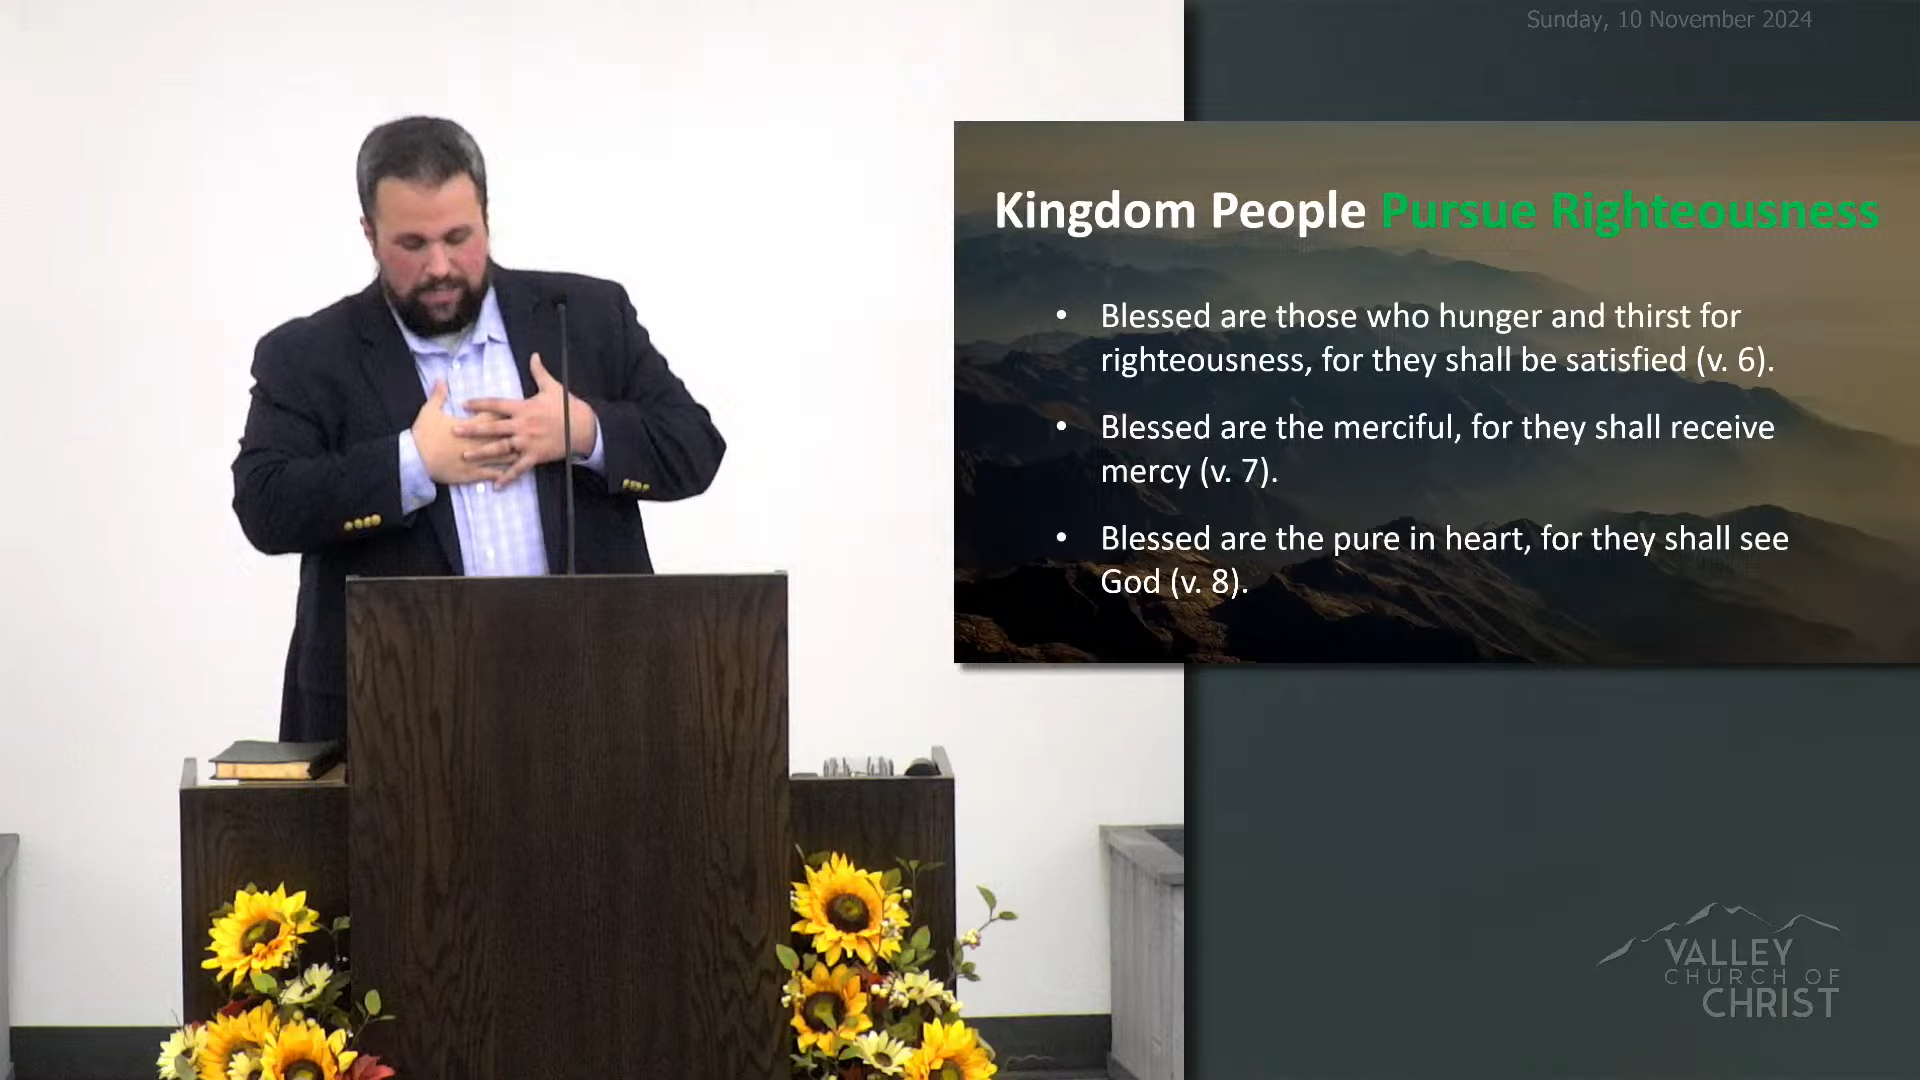 Sunday, 10 November 2024
Kingdom People Pursue Righteousness
• Blessed are those who hunger and thirst for
righteousness, for they shall be satisfied (v. 6).
• Blessed are the merciful, for they shall receive
mercy (v. 7).
• Blessed are the pure in heart, for they shall see
God (v. 8).
VALLEY
CHURCH OF
CHRIST